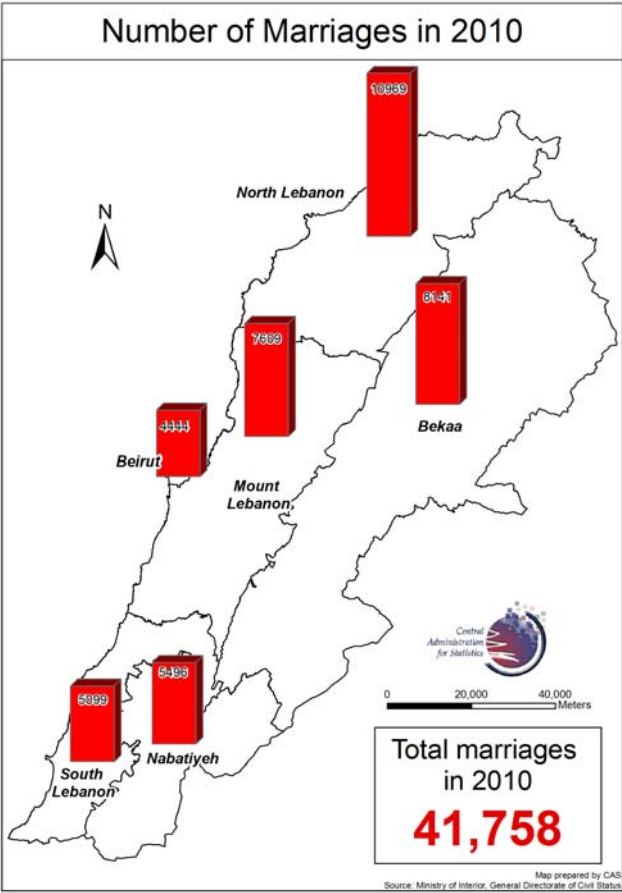 Number of Marriages in 2010
10969
North Lebanon
N
8141
7609
4444
Bekaa
Beirut
Mount
Lebanon
Central
Administration
for Statistics
5496
5099
0 20,000 40,000
Meters
Nabatiyeh
South
Lebanon
Total marriages
in 2010
41,758
Map prepared by CAS
Source: Ministry of Interior, General Directorate of Civil Status